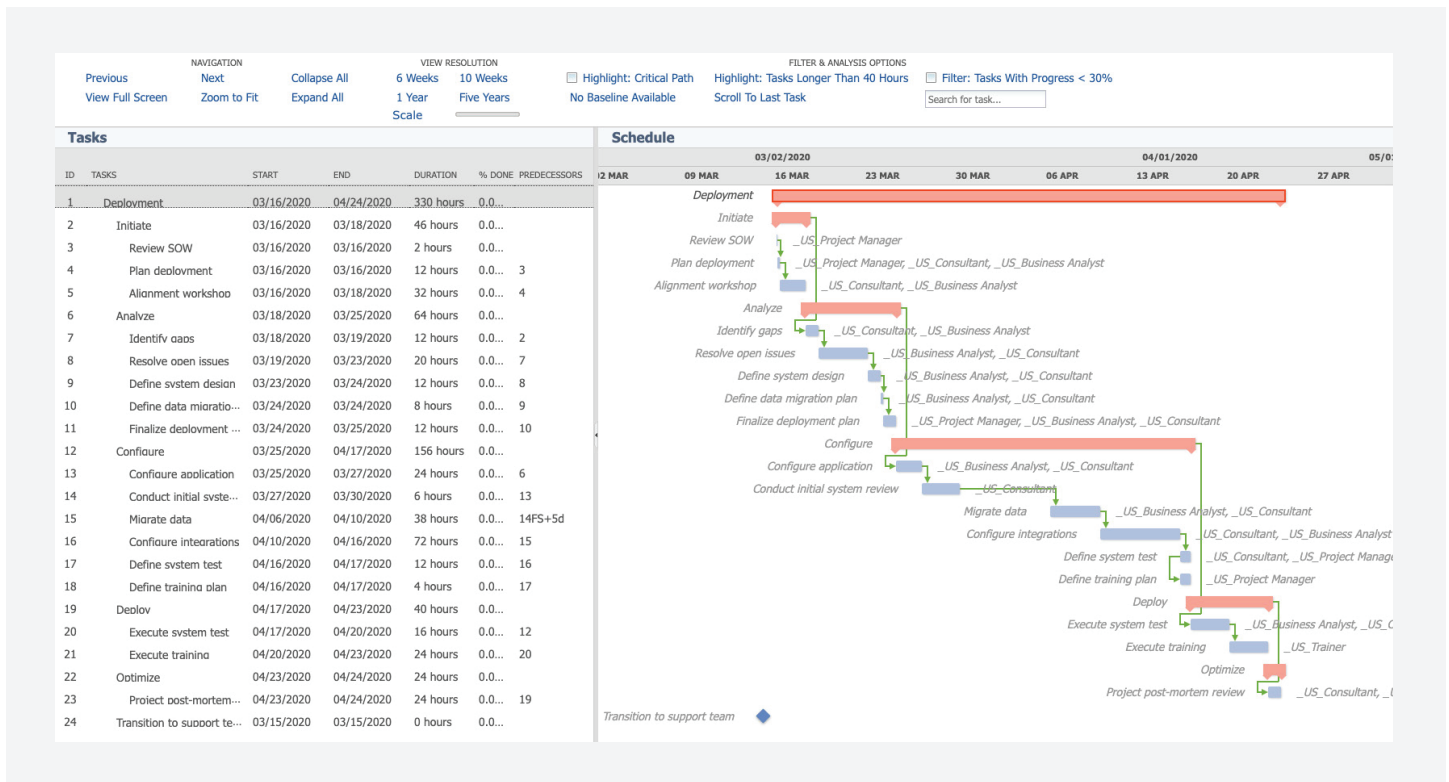 NAVIGATION VIEW RESOLUTION FILTER & ANALYSIS OPTIONS
Previous Next Collapse All 6 Weeks 10 Weeks Highlight: Critical Path Highlight: Tasks Longer Than 40 Hours Filter: Tasks With Progress < 30%
View Full Screen Zoom to Fit Expand All 1 Year Five Years No Baseline Available Scroll To Last Task Search for task...
Scale
Tasks Schedule
03/02/2020 04/01/2020 05/0
ID TASKS START END DURATION % DONE PREDECESSORS 2 MAR 09 MAR 16 MAR 23 MAR 30 MAR 06 APR 13 APR 20 APR 27 APR
1 Deployment 03/16/2020 04/24/2020 330 hours 0.0... Deployment
2 Initiate 03/16/2020 03/18/2020 46 hours 0.0... Initiate
3 Review SOW 03/16/2020 03/16/2020 2 hours 0.0... Review SOW _US_Project Manager
4 Plan deployment 03/16/2020 03/16/2020 12 hours 0.0... 3 Plan deployment _US_Project Manager, _US_Consultant, _US_Business Analyst
5 Alignment workshop 03/16/2020 03/18/2020 32 hours 0.0... 4 Alignment workshop _US_Consultant, _US_Business Analyst
6 Analyze 03/18/2020 03/25/2020 64 hours 0.0... Analyze
7 Identify gaps 03/18/2020 03/19/2020 12 hours 0.0... 2 Identify gaps _US_Consultant, _US_Business Analyst
8 Resolve open issues 03/19/2020 03/23/2020 20 hours 0.0... 7 Resolve open issues _US_Business Analyst, _US_Consultant
9 Define system design 03/23/2020 03/24/2020 12 hours 0.0... 8 Define system design _US_Business Analyst, _US_Consultant
10 Define data migratio... 03/24/2020 03/24/2020 8 hours 0.0... 9 Define data migration plan _US_Business Analyst, _US_Consultant
11 Finalize deployment ... 03/24/2020 03/25/2020 12 hours 0.0... 10 Finalize deployment plan _US_Project Manager, _US_Business Analyst, _US_Consultant
12 Configure 03/25/2020 04/17/2020 156 hours 0.0... Configure
13 Configure application 03/25/2020 03/27/2020 24 hours 0.0... 6 Configure application _US_Business Analyst, _US_Consultant
14 Conduct initial syste... 03/27/2020 03/30/2020 6 hours 0.0... 13 Conduct initial system review _US_Consultant
15 Migrate data 04/06/2020 04/10/2020 38 hours 0.0... 14FS+5d Migrate data _US_Business Analyst, _US_Consultant
16 Configure integrations 04/10/2020 04/16/2020 72 hours 0.0... 15 Configure integrations _US_Consultant, _US_Business Analyst
17 Define system test 04/16/2020 04/17/2020 12 hours 0.0... 16 Define system test _US_Consultant, _US_Project Manage
18 Define training plan 04/16/2020 04/17/2020 4 hours 0.0... 17 Define training plan _US_Project Manager
19 Deploy 04/17/2020 04/23/2020 40 hours 0.0... Deploy
20 Execute system test 04/17/2020 04/20/2020 16 hours 0.0... 12 Execute system test _US_Business Analyst, _US_C
21 Execute training 04/20/2020 04/23/2020 24 hours 0.0... 20 Execute training _US_Trainer
22 Optimize 04/23/2020 04/24/2020 24 hours 0.0... Optimize
23 Project post-mortem... 04/23/2020 04/24/2020 24 hours 0.0... 19 Project post-mortem review _US_Consultant, _U
24 Transition to support te... 03/15/2020 03/15/2020 0 hours 0.0... Transition to support team